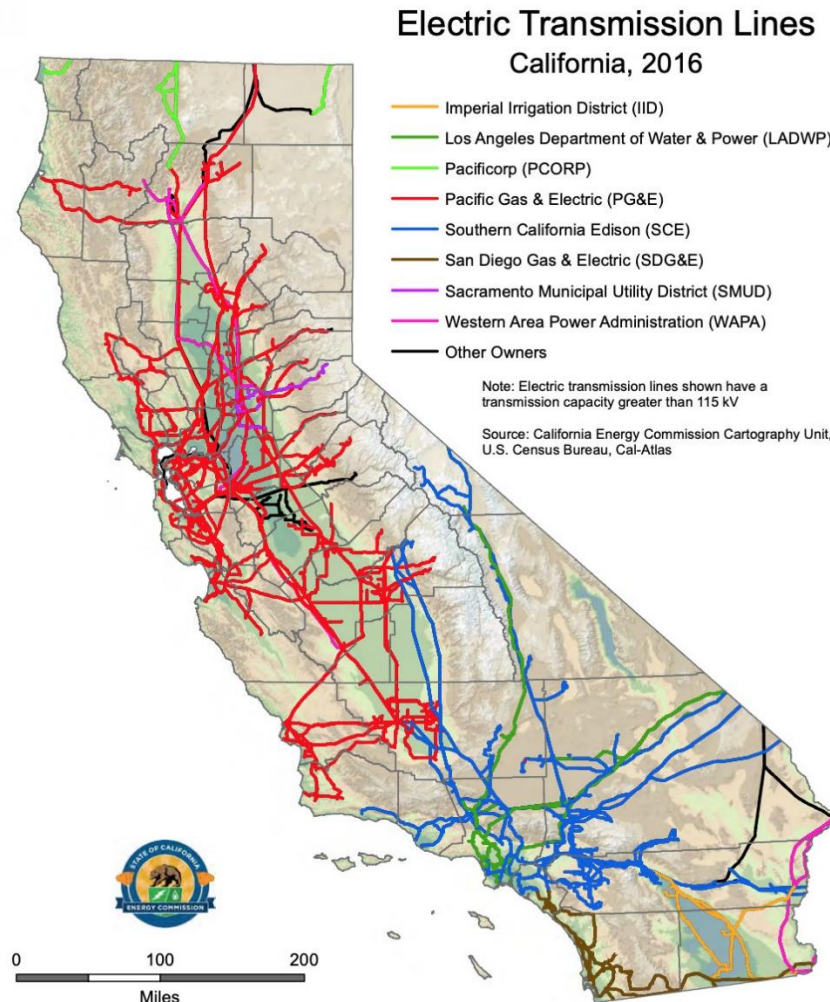 Electric Transmission Lines
California, 2016
Imperial Irrigation District (IID)
Los Angeles Department of Water & Power (LADWP)
Pacificorp (PCORP)
Pacific Gas & Electric (PG&E)
Southern California Edison (SCE)
San Diego Gas & Electric (SDG&E)
Sacramento Municipal Utility District (SMUD)
Western Area Power Administration (WAPA)
Other Owners
Note: Electric transmission lines shown have a
transmission capacity greater than 115 kV
Source: California Energy Commission Cartography Unit,
U.S. Census Bureau, Cal-Atlas
STATE OF CALIFORNIA
ENERGY COMMISSION
0 100 200
Miles